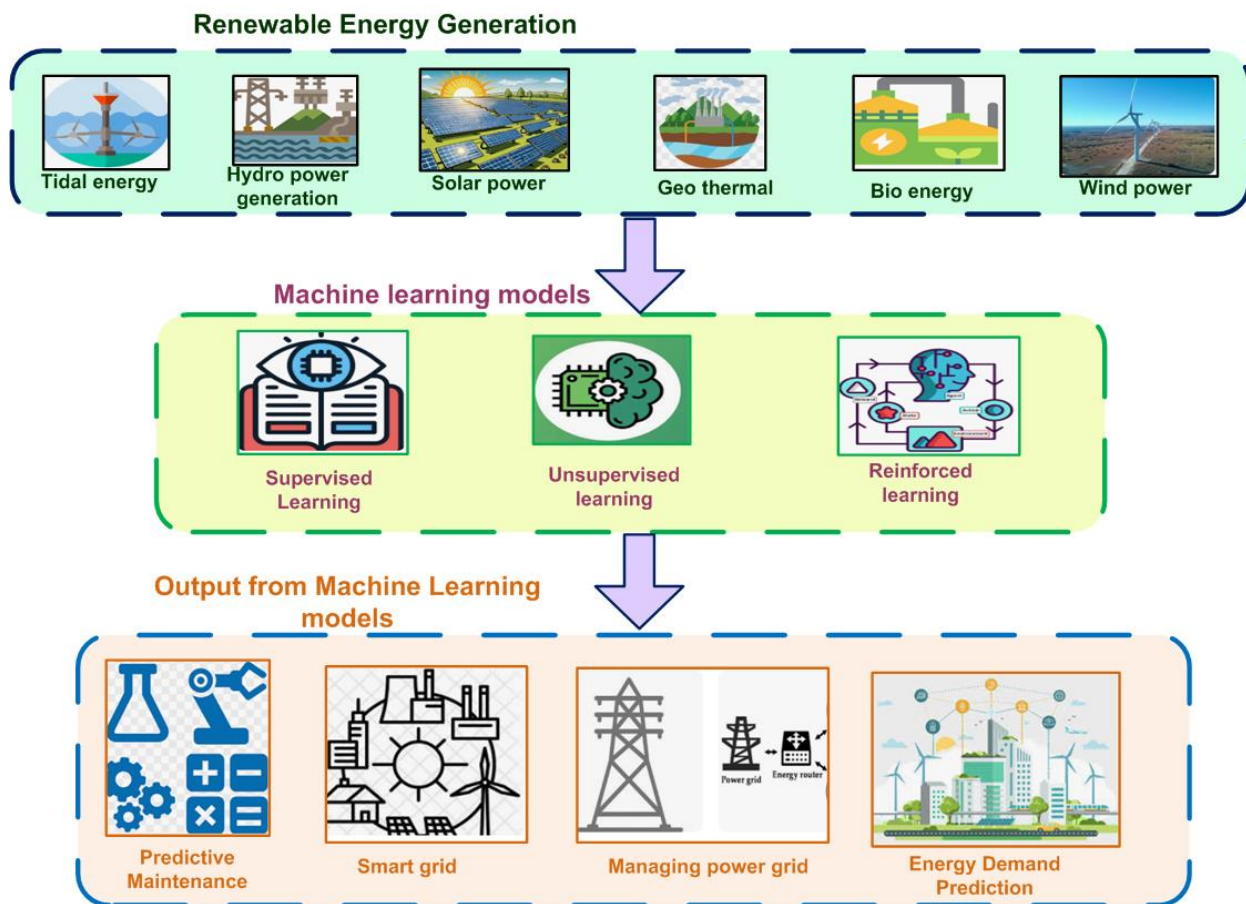 Renewable Energy Generation
Tidal energy
Hydro power
generation
Solar power
Geo thermal
Bio energy
Wind power
Machine learning models
Supervised
Learning
Unsupervised
learning
Reinforced
learning
Output from Machine Learning
models
Power grid
Energy router
Predictive
Maintenance
Smart grid
Managing power grid
Energy Demand
Prediction